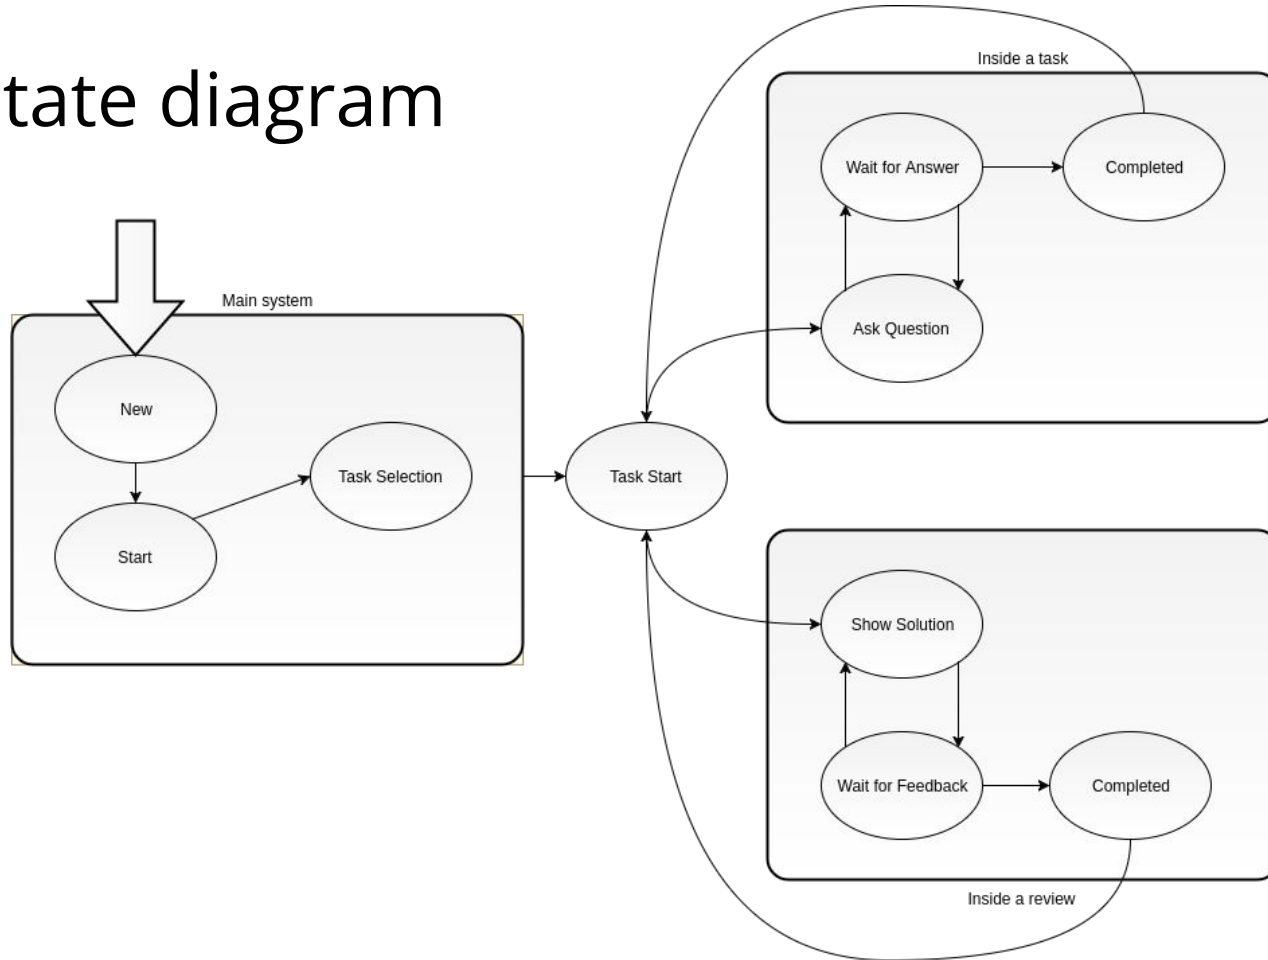 tate diagram
Inside a task
Wait for Answer
Completed
Ask Question
Main system
New
Task Selection
Start
Task Start
Show Solution
Wait for Feedback
Completed
Inside a review